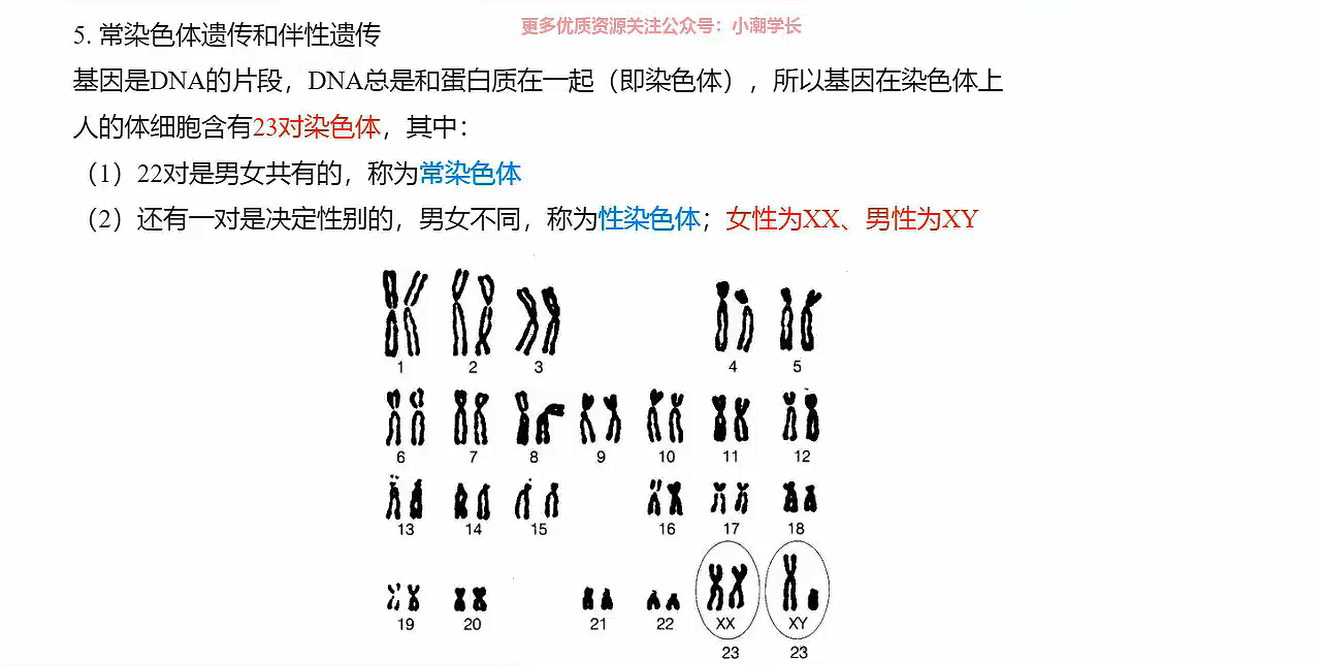 更多优质资源关注公众号：小潮学长
5. 常染色体遗传和伴性遗传
基因是DNA的片段，DNA总是和蛋白质在一起（即染色体），所以基因在染色体上
人的体细胞含有23对染色体，其中：
（1）22对是男女共有的，称为常染色体
（2）还有一对是决定性别的，男女不同，称为性染色体；女性为XX、男性为XY
1 2 3 4 5
6 7 8 9 10 11 12
13 14 15 16 17 18
19 20 21 22 XX XY
23 23